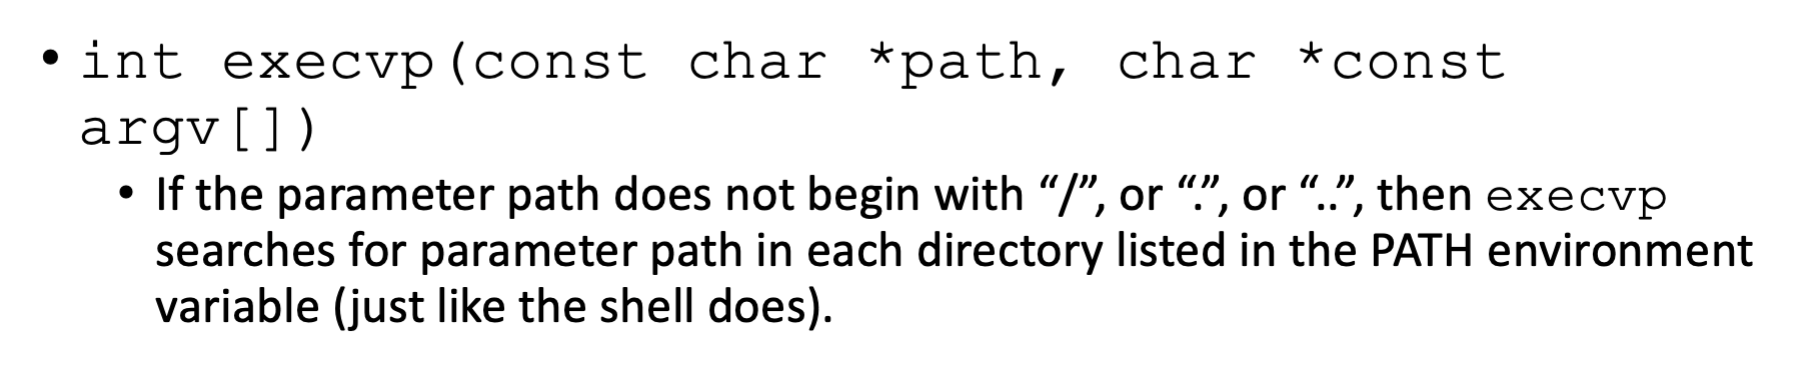 • int execvp(const char *path, char *const
argv[])
• If the parameter path does not begin with “/”, or “.”, or “..”, then execvp
searches for parameter path in each directory listed in the PATH environment
variable (just like the shell does).